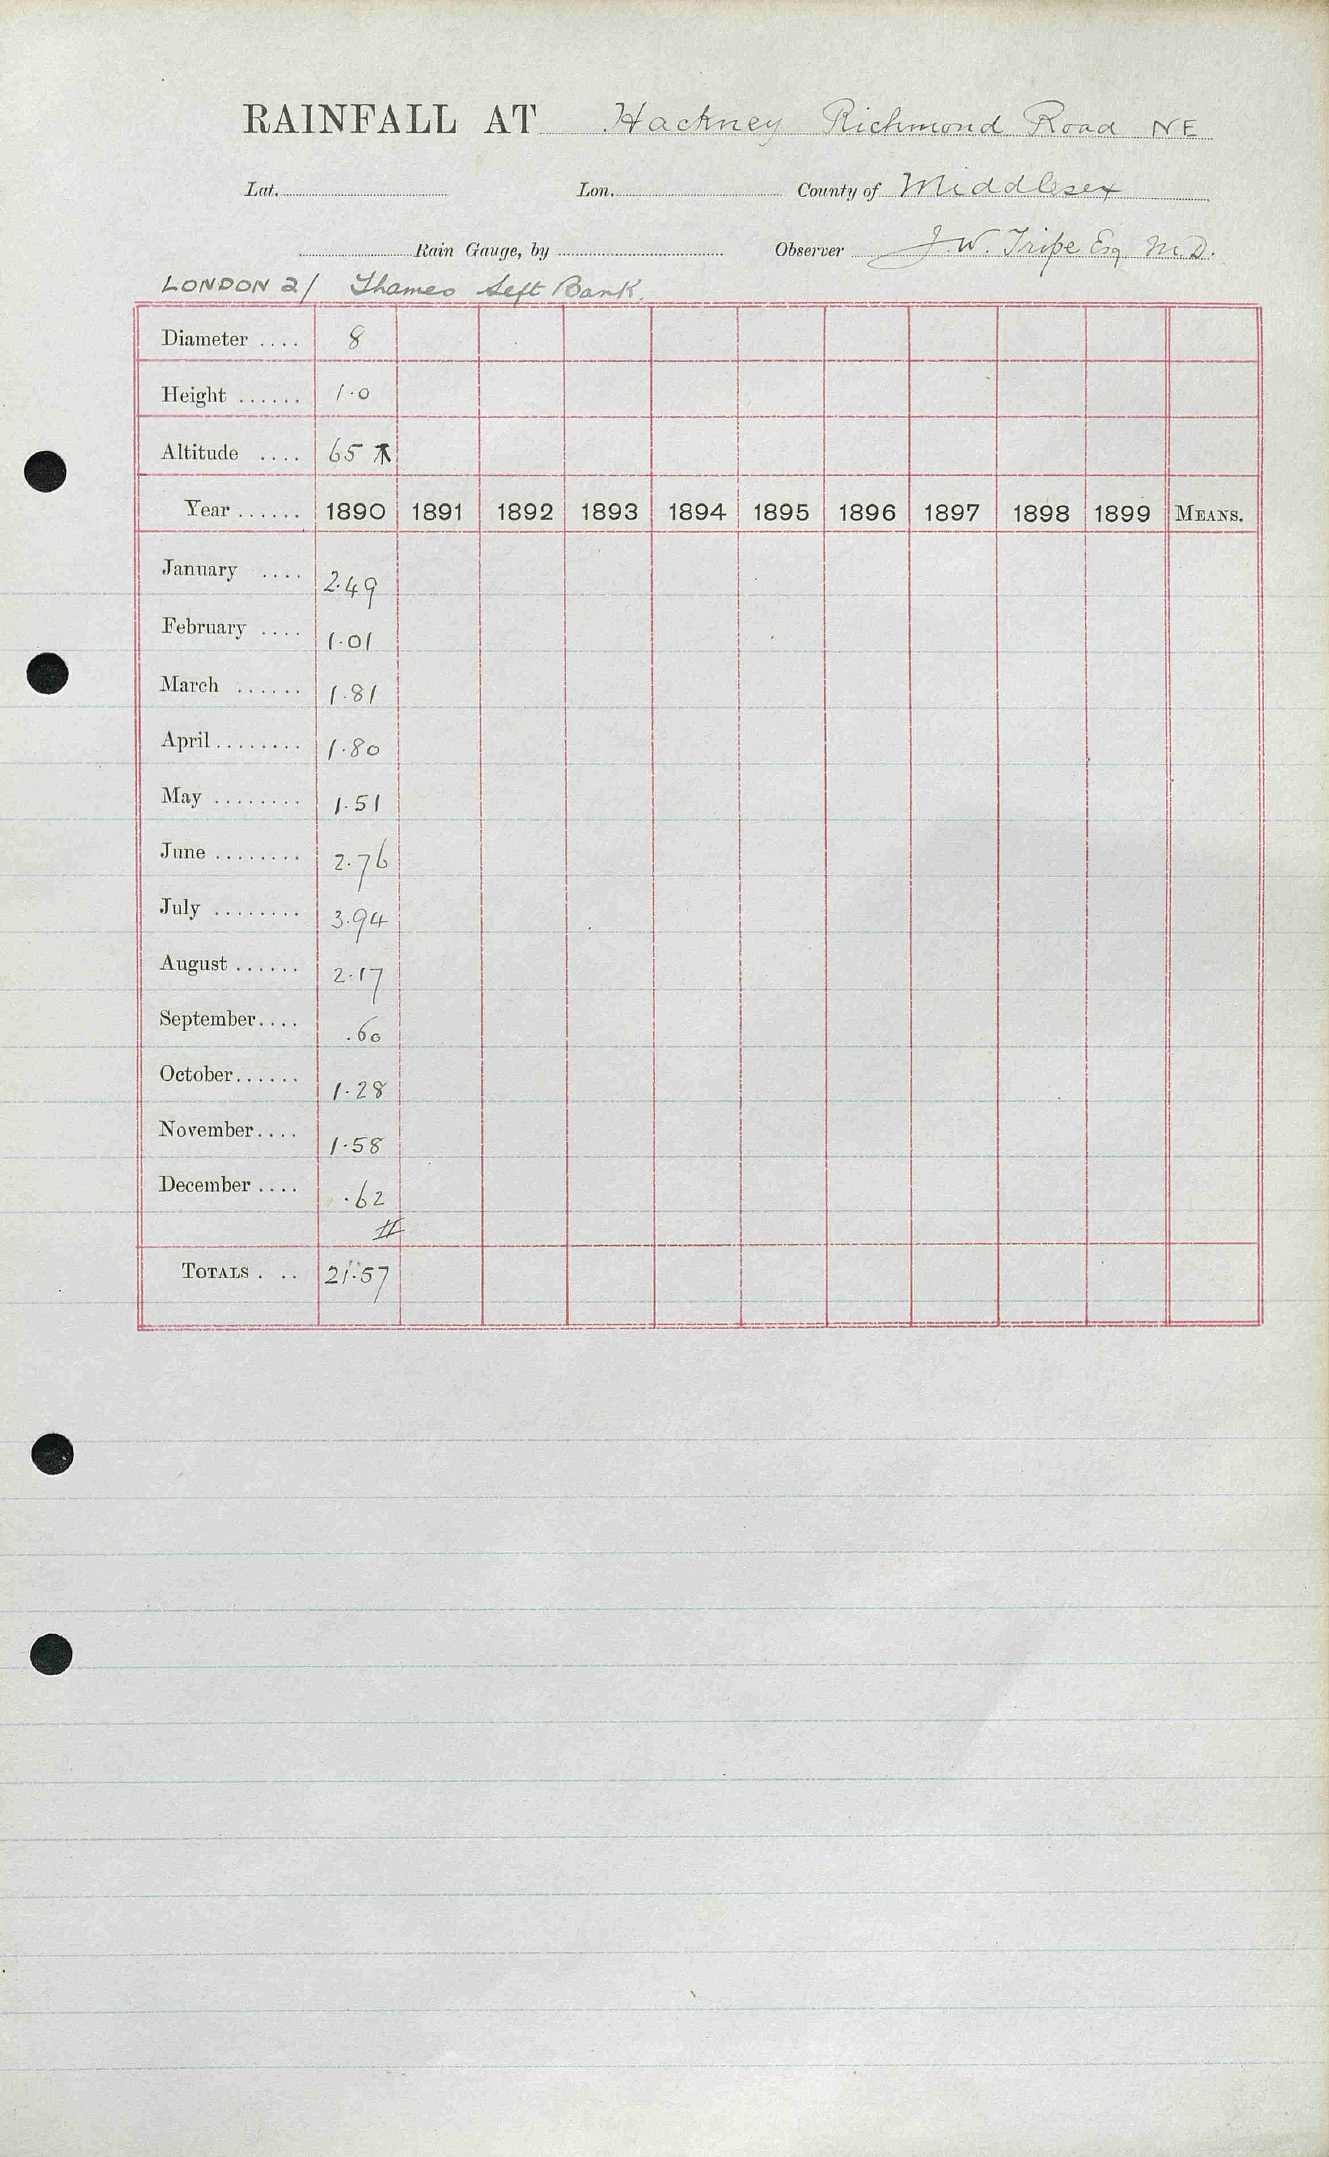 RAINFALL AT Hackney Richmond Road NE
Lat. Lon. County of Middlesex
Rain Gauge, by Observer J. W. Tripe Esq M.D.
LONDON 2/ Thames Left Bank.
Diameter .... 8
Height ...... 1.0
Altitude .... 65 T
Year ...... 1890 1891 1892 1893 1894 1895 1896 1897 1898 1899 MEANS.
January .... 2.49
February .... 1.01
March ...... 1.81
April ........ 1.80
May ........ 1.51
June ........ 2.76
July ........ 3.94
August ...... 2.17
September.... .60
October...... 1.28
November.... 1.58
December .... .62
TOTALS . .. 21.57